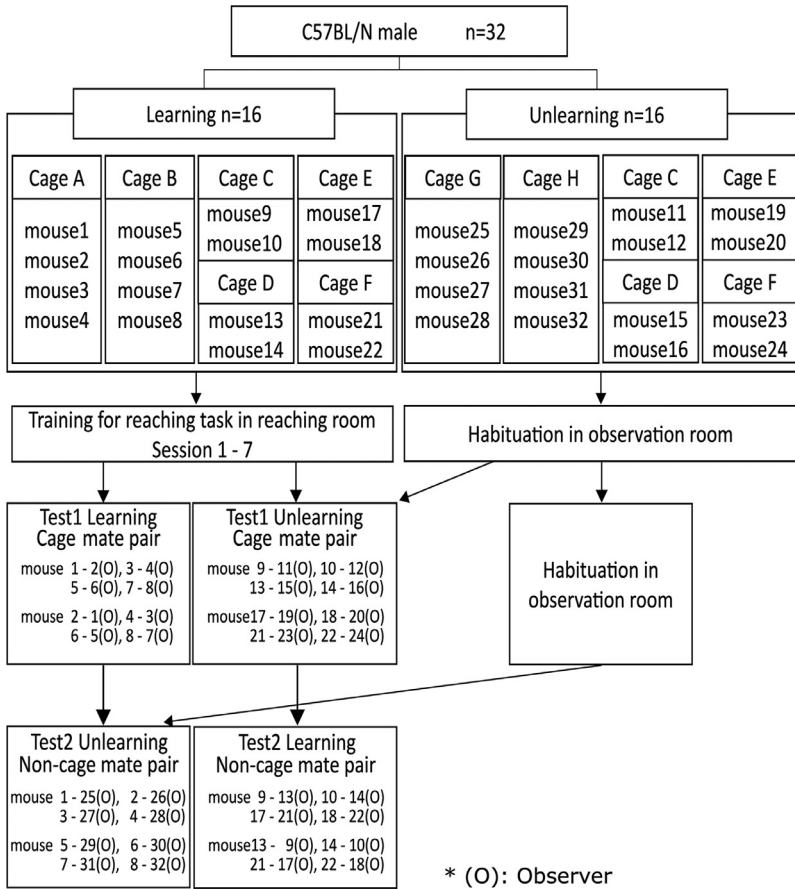 C57BL/N male n=32
Learning n=16
Unlearning n=16
Cage A
mouse1
mouse2
mouse3
mouse4
Cage B
mouse5
mouse6
mouse7
mouse8
Cage C
mouse9
mouse10
Cage D
mouse13
mouse14
Cage E
mouse17
mouse18
Cage F
mouse21
mouse22
Cage G
mouse25
mouse26
mouse27
mouse28
Cage H
mouse29
mouse30
mouse31
mouse32
Cage C
mouse11
mouse12
Cage D
mouse15
mouse16
Cage E
mouse19
mouse20
Cage F
mouse23
mouse24
Training for reaching task in reaching room
Session 1 - 7
Habituation in observation room
Test1 Learning
Cage mate pair
mouse 1 - 2(O), 3 - 4(O)
5 - 6(O), 7 - 8(O)
mouse 2 - 1(O), 4 - 3(O)
6 - 5(O), 8 - 7(O)
Test1 Unlearning
Cage mate pair
mouse 9 - 11(O), 10 - 12(O)
13 - 15(O), 14 - 16(O)
mouse17 - 19(O), 18 - 20(O)
21 - 23(O), 22 - 24(O)
Habituation in
observation room
Test2 Unlearning
Non-cage mate pair
mouse 1 - 25(O), 2 - 26(O)
3 - 27(O), 4 - 28(O)
mouse 5 - 29(O), 6 - 30(O)
7 - 31(O), 8 - 32(O)
Test2 Learning
Non-cage mate pair
mouse 9 - 13(O), 10 - 14(O)
17 - 21(O), 18 - 22(O)
mouse13 - 9(O), 14 - 10(O)
21 - 17(O), 22 - 18(O)
* (O): Observer